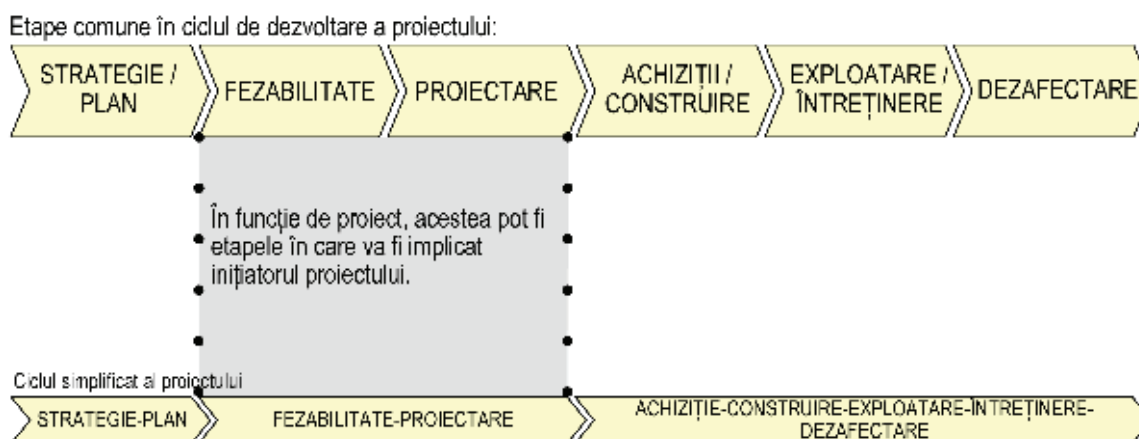 Etape comune în ciclul de dezvoltare a proiectului:
STRATEGIE /
PLAN
FEZABILITATE
PROIECTARE
ACHIZIȚII /
CONSTRUIRE
EXPLOATARE /
ÎNTREȚINERE
DEZAFECTARE
În funcție de proiect, acestea pot fi
etapele în care va fi implicat
inițiatorul proiectului.
Ciclul simplificat al proiectului
STRATEGIE-PLAN
FEZABILITATE-PROIECTARE
ACHIZIȚIE-CONSTRUIRE-EXPLOATARE-ÎNTREȚINERE-
DEZAFECTARE